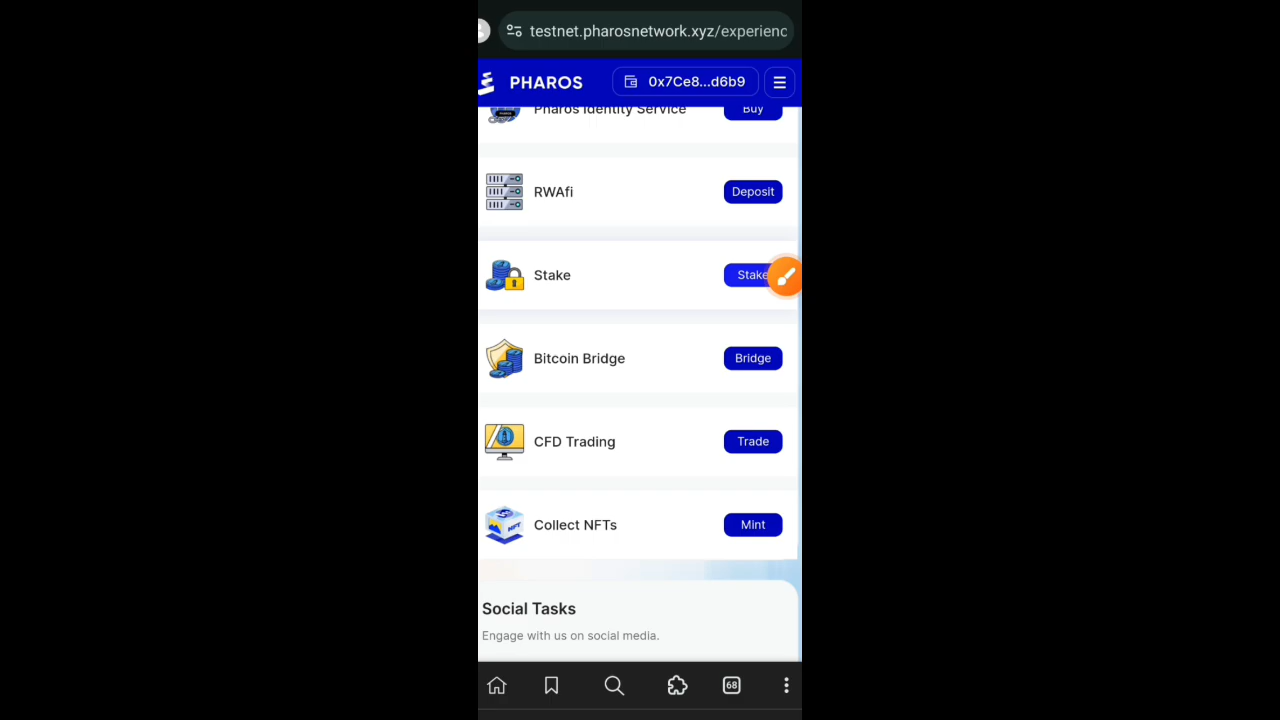 testnet.pharosnetwork.xyz/experienc
PHAROS
0x7Ce8...d6b9
Pharos Identity Service
Buy
RWAfi
Deposit
Stake
Stake
Bitcoin Bridge
Bridge
CFD Trading
Trade
Collect NFTs
NFT
Mint
Social Tasks
Engage with us on social media.
68